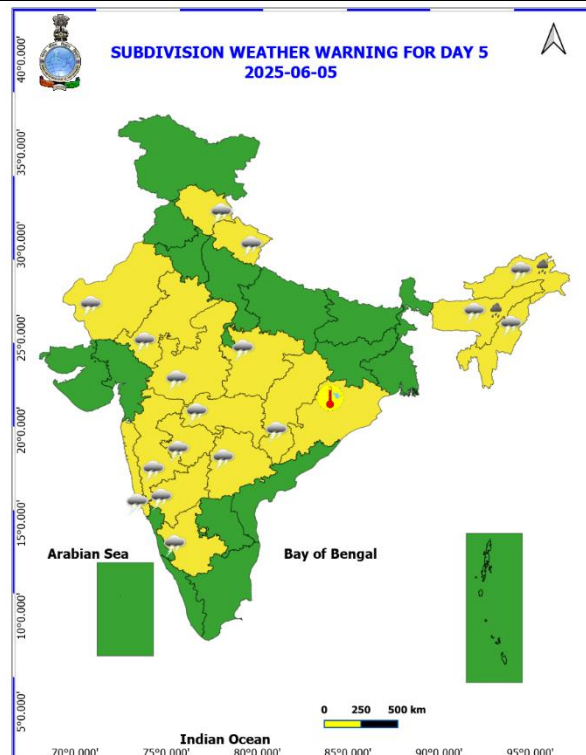 SUBDIVISION WEATHER WARNING FOR DAY 5
2025-06-05
40°0.000'
35°0.000'
30°0.000'
25°0.000'
20°0.000'
15°0.000'
10°0.000'
5°0.000'
Arabian Sea
Bay of Bengal
0 250 500 km
Indian Ocean
70°0.000' 75°0.000' 80°0.000' 85°0.000' 90°0.000' 95°0.000'